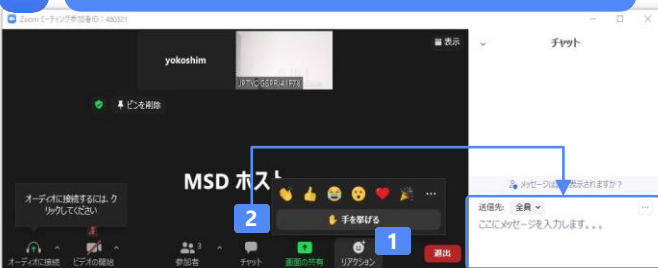 Zoom ミーティング参加者ID：480321
yokoshim
表示
チャット
ピンを削除
MSD ホスト
メッセージは 表示されますか？
オーディオに接続するには、ク
リックしてください
2
手を挙げる
送信先: 全員
ここにメッセージを入力します。。。
1
3
オーディオに接続
ビデオの開始
参加者
チャット
画面の共有
リアクション
退出